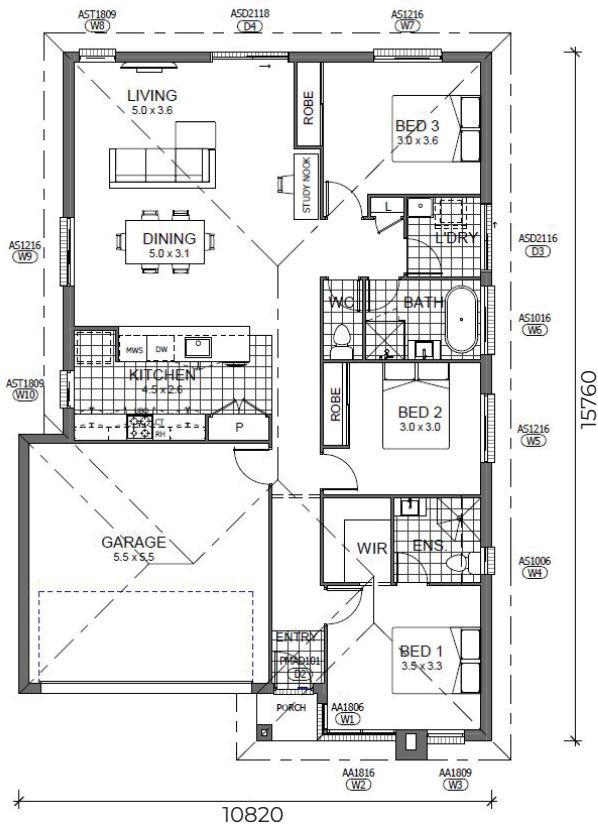 AST1809
W8
ASD2118
D4
AS1216
W7
LIVING
5.0 x 3.6
ROBE
BED 3
3.0 x 3.6
STUDY NOOK
L
L'DRY
DINING
5.0 x 3.1
AS1216
W9
ASD2116
D3
WC
BATH
AS1016
W6
MWS
DW
KITCHEN
4.5 x 2.6
AST1809
W10
P
RH
ROBE
BED 2
3.0 x 3.0
AS1216
W5
15760
GARAGE
5.5 x 5.5
WIR
ENS.
AS1006
W4
ENTRY
PMAD101
D2
BED 1
3.5 x 3.3
PORCH
AA1806
W1
AA1816
W2
AA1809
W3
10820